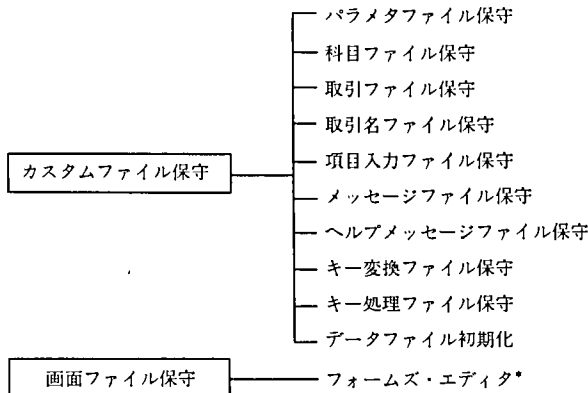 パラメタファイル保守
科目ファイル保守
取引ファイル保守
取引名ファイル保守
カスタムファイル保守
項目入力ファイル保守
メッセージファイル保守
ヘルプメッセージファイル保守
キー変換ファイル保守
キー処理ファイル保守
データファイル初期化
画面ファイル保守
フォームズ・エディタ*